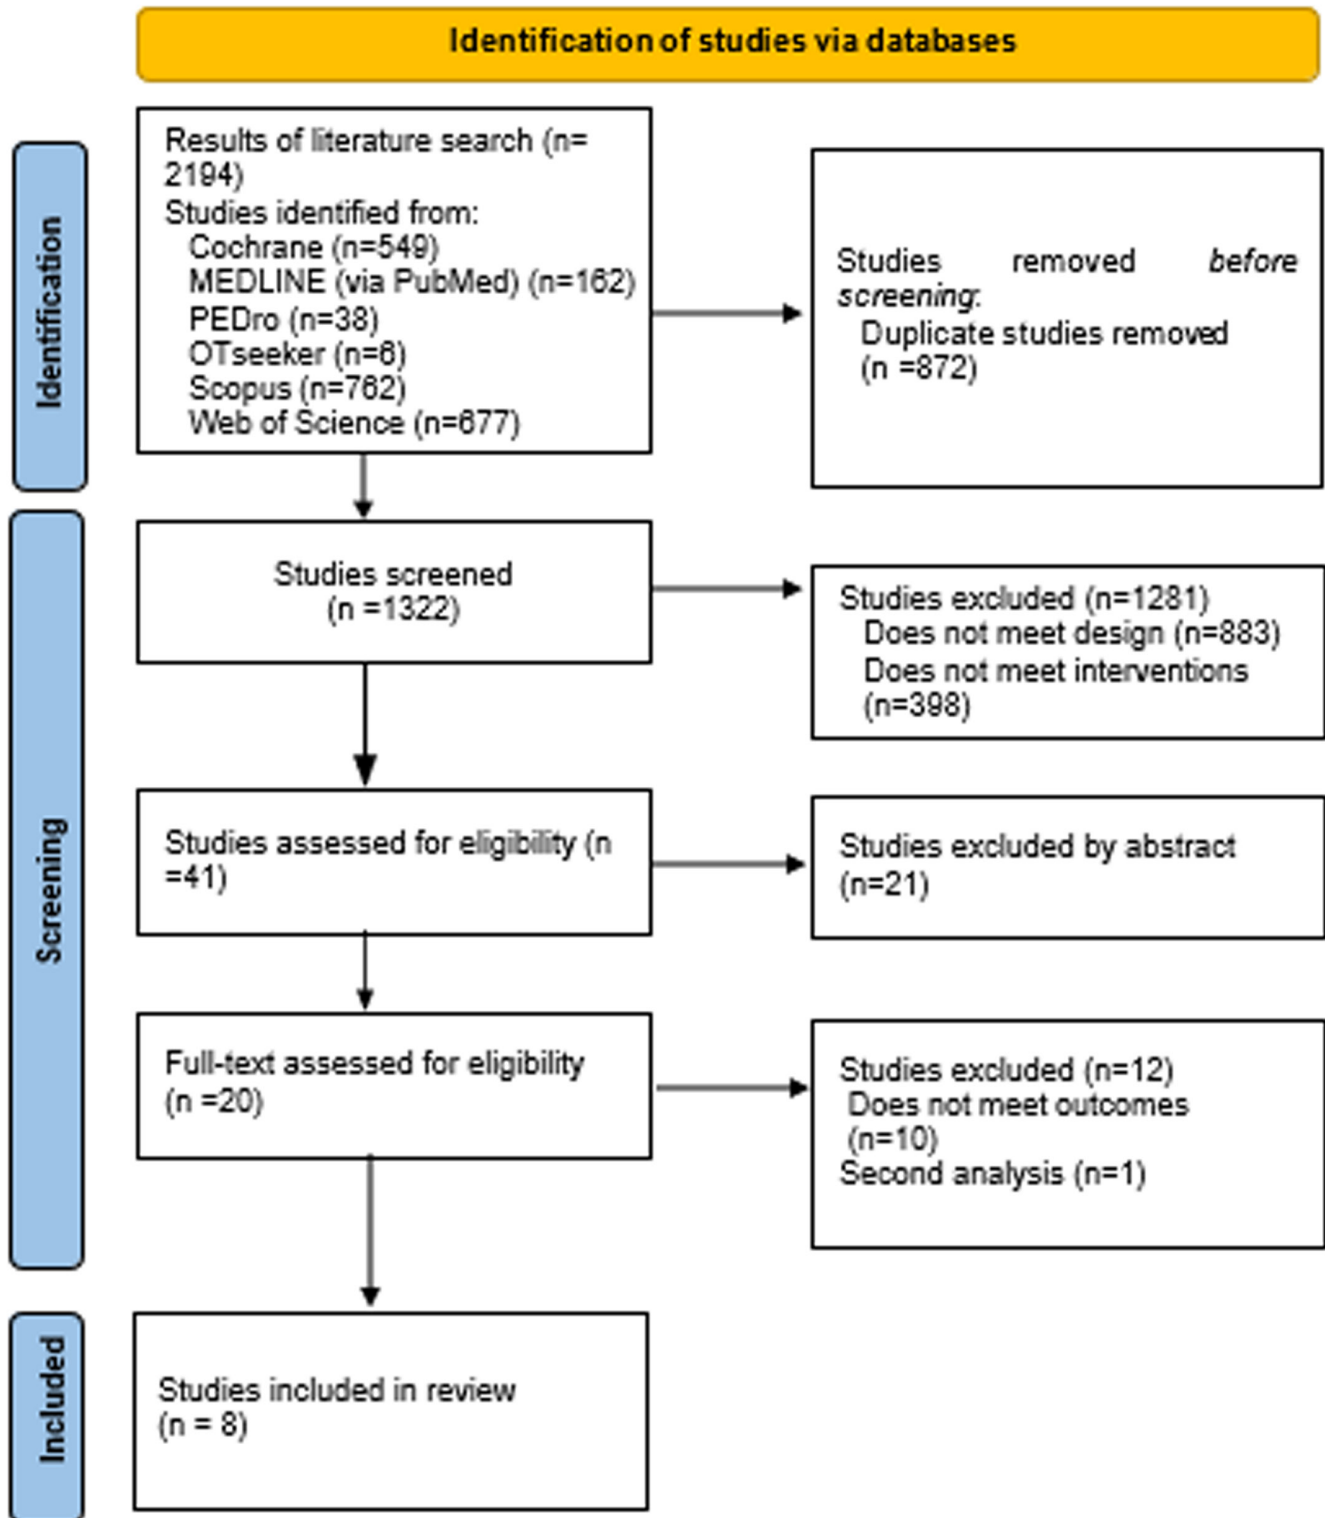 Identification of studies via databases
Identification
Results of literature search (n=
2194)
Studies identified from:
Cochrane (n=549)
MEDLINE (via PubMed) (n=162)
PEDro (n=38)
OTseeker (n=6)
Scopus (n=762)
Web of Science (n=677)
Studies removed before
screening:
Duplicate studies removed
(n =872)
Screening
Studies screened
(n =1322)
Studies excluded (n=1281)
Does not meet design (n=883)
Does not meet interventions
(n=398)
Studies assessed for eligibility (n
=41)
Studies excluded by abstract
(n=21)
Full-text assessed for eligibility
(n =20)
Studies excluded (n=12)
Does not meet outcomes
(n=10)
Second analysis (n=1)
Included
Studies included in review
(n = 8)